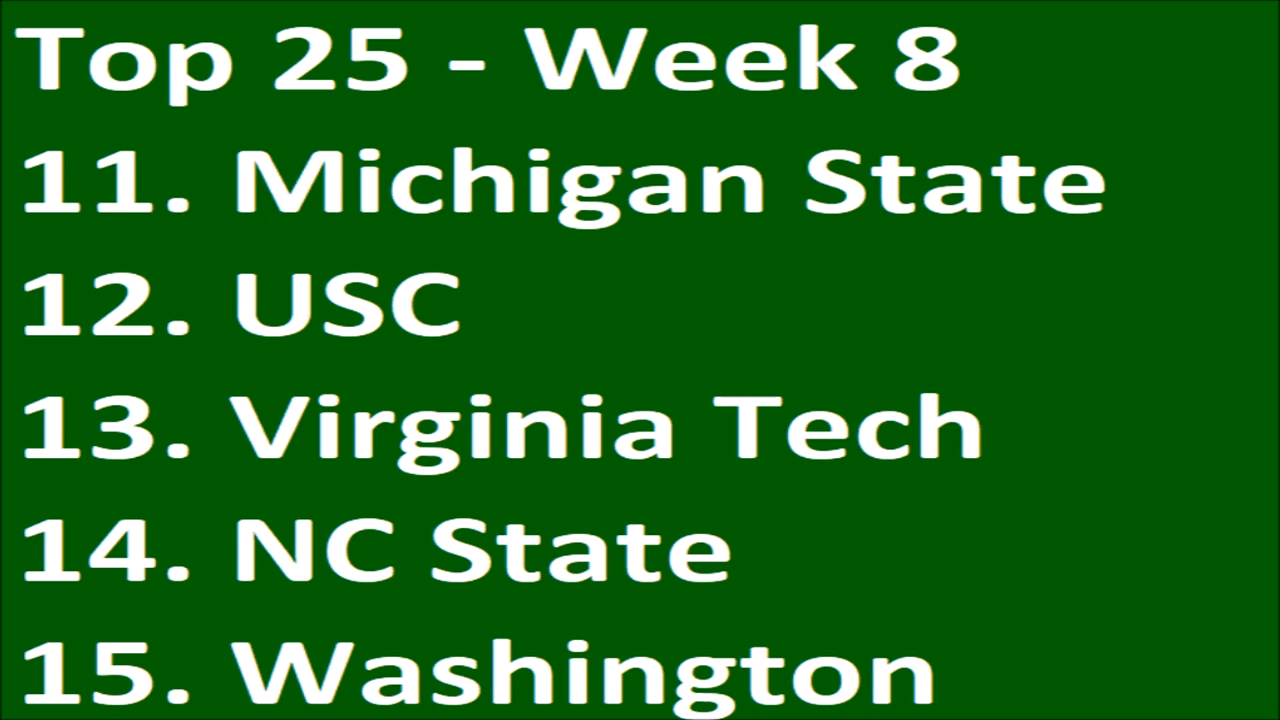 Top 25 - Week 8
11. Michigan State
12. USC
13. Virginia Tech
14. NC State
15. Washington